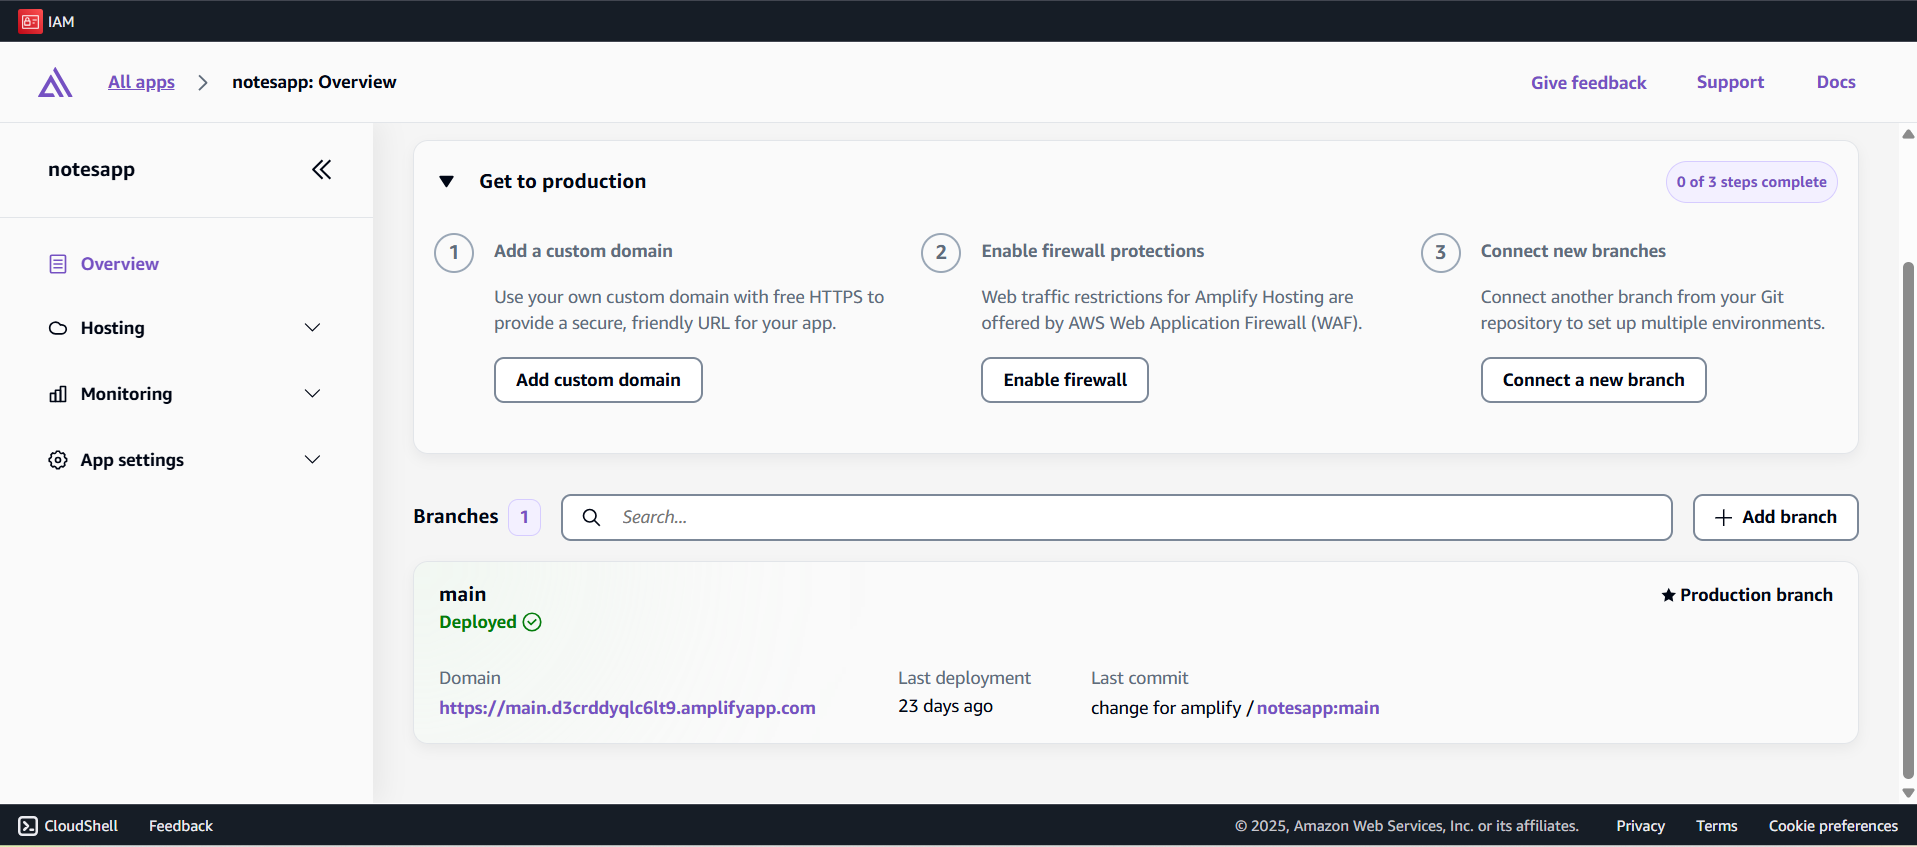 IAM
All apps
notesapp: Overview
Give feedback
Support
Docs
notesapp
Overview
Hosting
Monitoring
App settings
Get to production
0 of 3 steps complete
1
Add a custom domain
Use your own custom domain with free HTTPS to
provide a secure, friendly URL for your app.
Add custom domain
2
Enable firewall protections
Web traffic restrictions for Amplify Hosting are
offered by AWS Web Application Firewall (WAF).
Enable firewall
3
Connect new branches
Connect another branch from your Git
repository to set up multiple environments.
Connect a new branch
Branches 1
Search...
Add branch
main
Deployed
Production branch
Domain
https://main.d3crddyqlc6lt9.amplifyapp.com
Last deployment
23 days ago
Last commit
change for amplify / notesapp:main
CloudShell
Feedback
© 2025, Amazon Web Services, Inc. or its affiliates.
Privacy
Terms
Cookie preferences